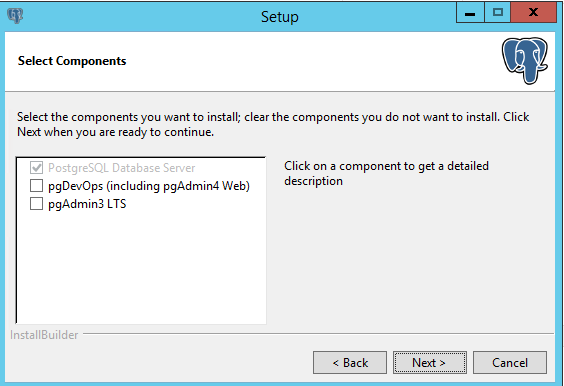 Setup
Select Components
Select the components you want to install; clear the components you do not want to install. Click
Next when you are ready to continue.
PostgreSQL Database Server
pgDevOps (including pgAdmin4 Web)
pgAdmin3 LTS
Click on a component to get a detailed
description
InstallBuilder
< Back
Next >
Cancel